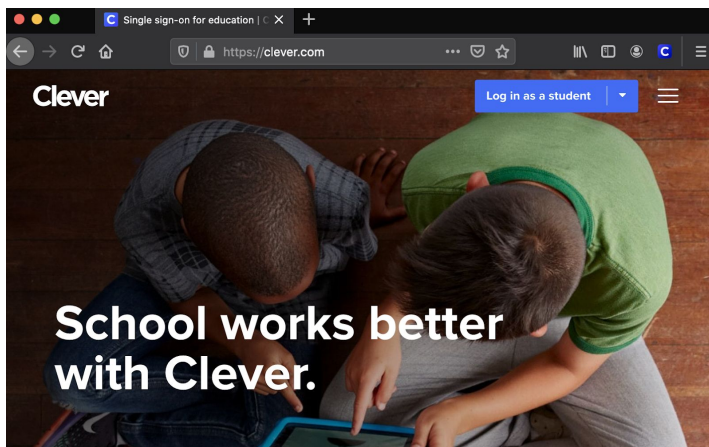 C Single sign-on for education | C
https://clever.com
C
Clever
Log in as a student
School works better
with Clever.